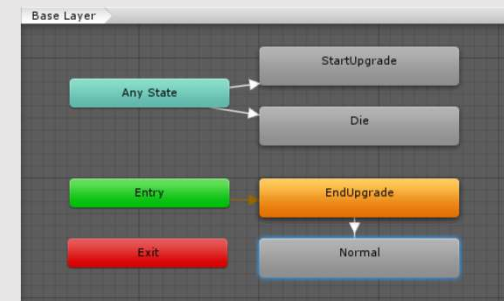 Base Layer
StartUpgrade
Any State
Die
Entry
EndUpgrade
Exit
Normal